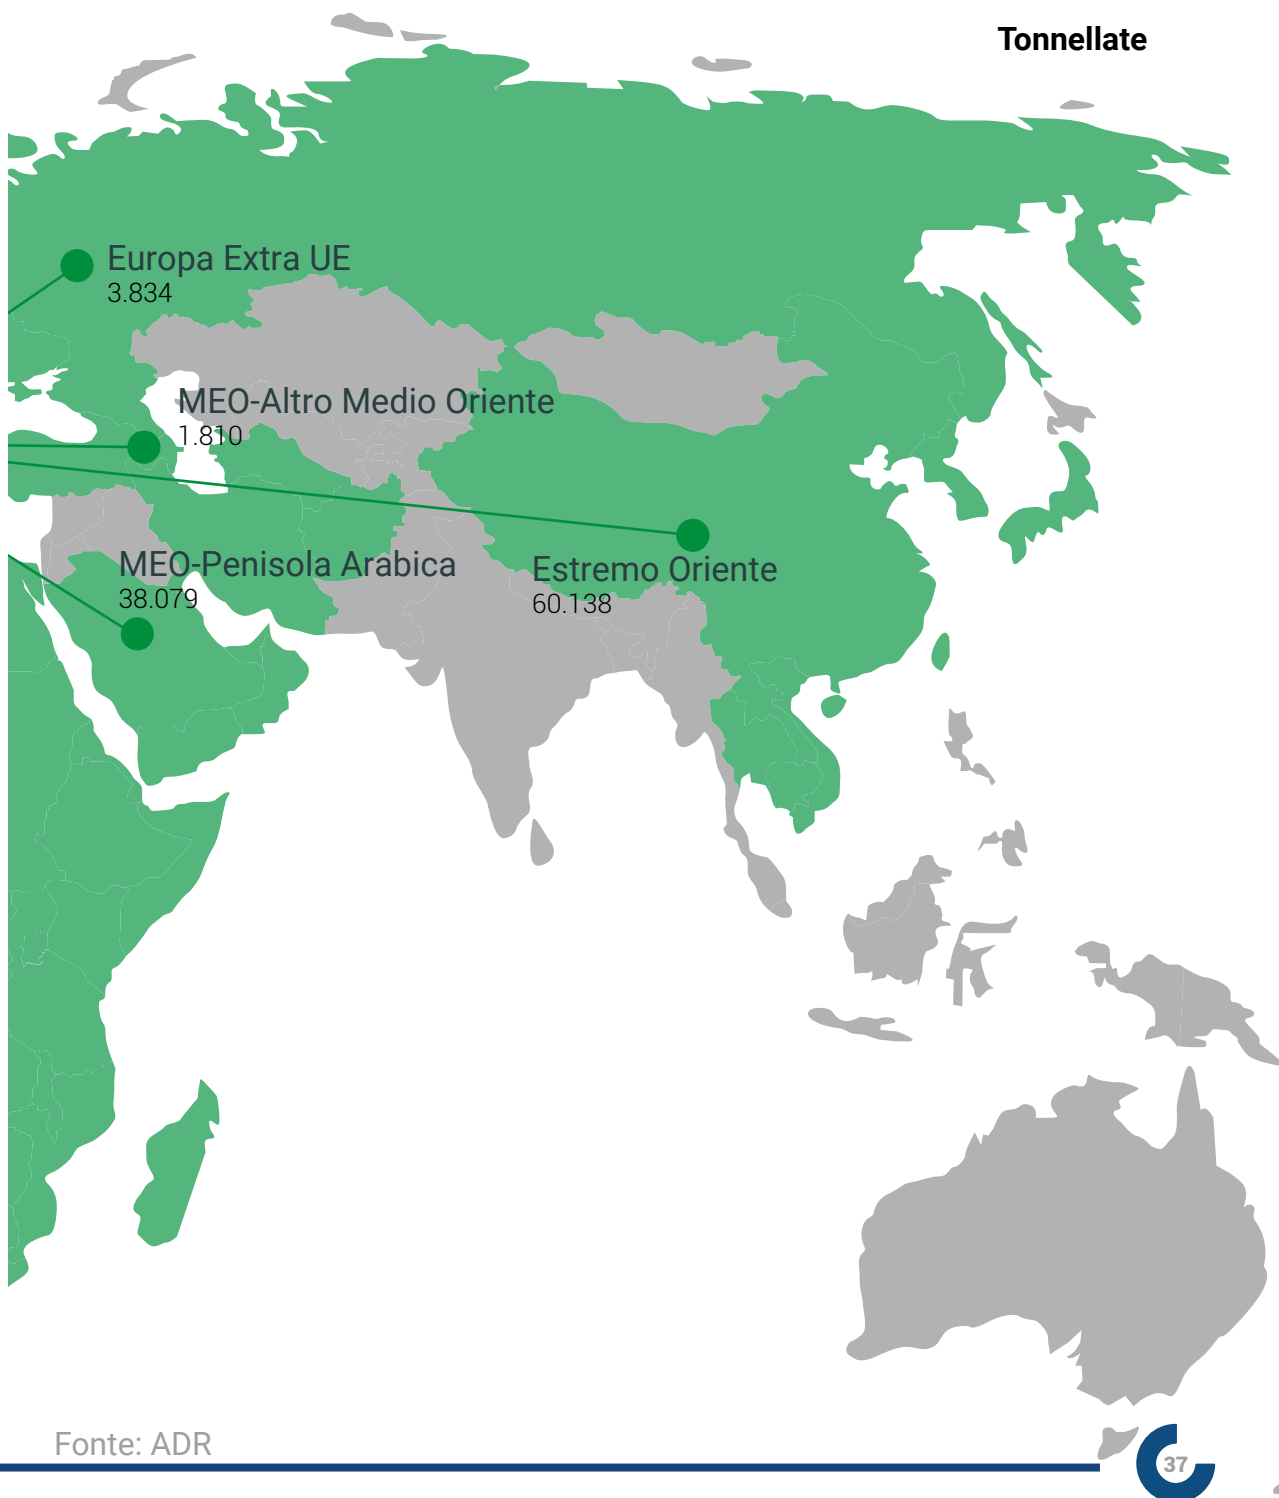 Tonnellate
Europa Extra UE
3.834
MEO-Altro Medio Oriente
1.810
MEO-Penisola Arabica
38.079
Estremo Oriente
60.138
Fonte: ADR
37